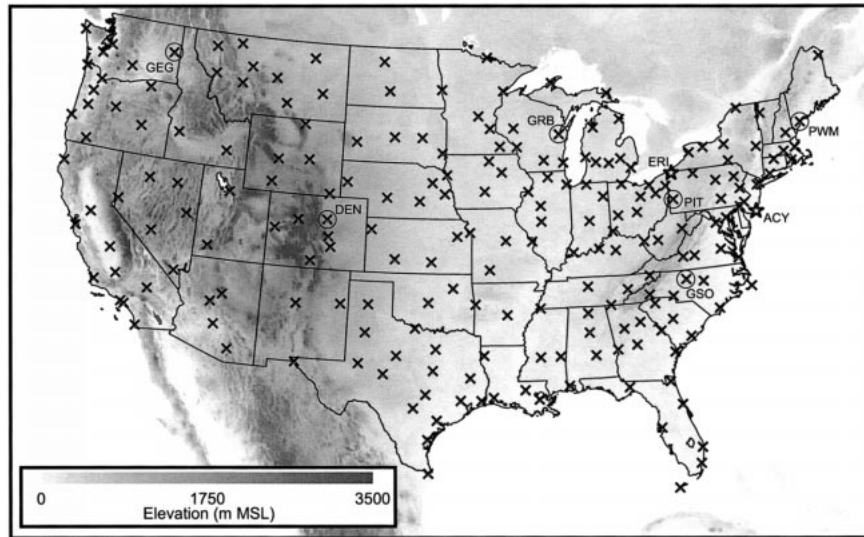 GEG
GRB
PWM
ERI
PIT
DEN
ACY
GSO
0 1750 3500
Elevation (m MSL)